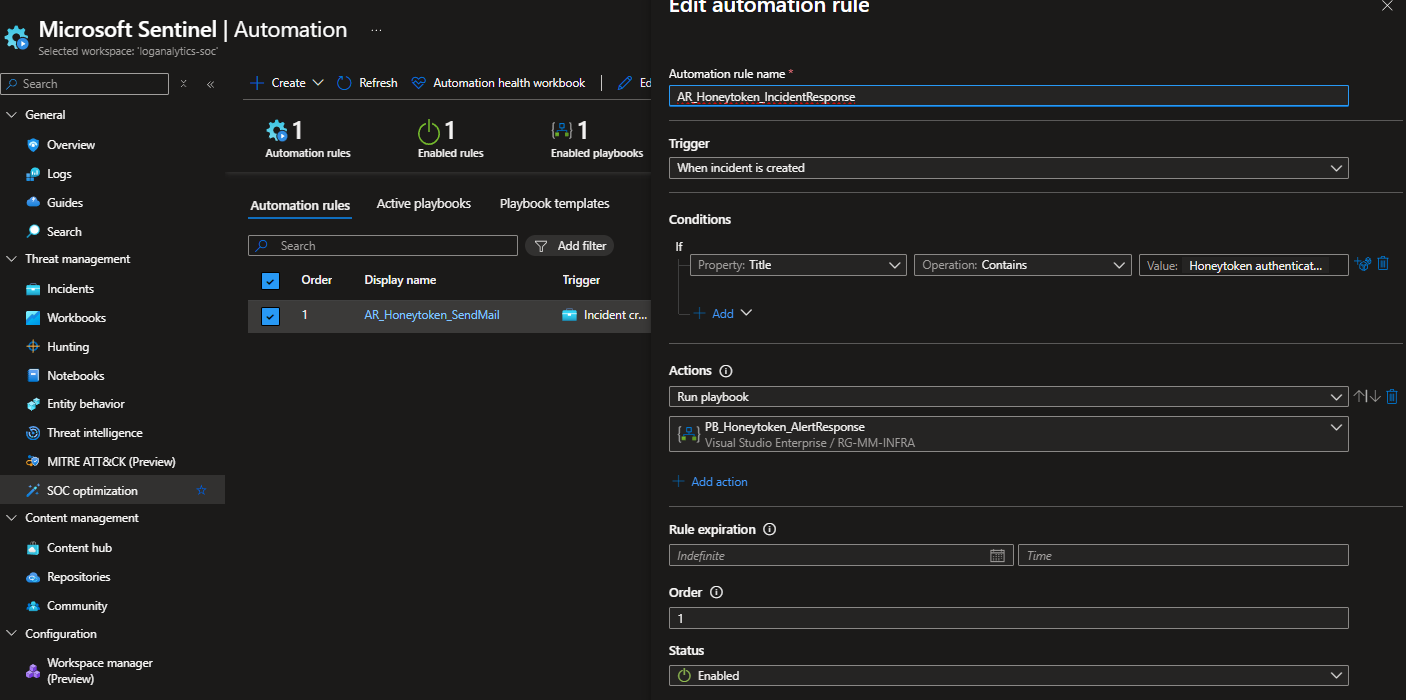 Microsoft Sentinel | Automation ...
Selected workspace: 'loganalytics-soc'
Search
General
Overview
Logs
Guides
Search
Threat management
Incidents
Workbooks
Hunting
Notebooks
Entity behavior
Threat intelligence
MITRE ATT&CK (Preview)
SOC optimization
Content management
Content hub
Repositories
Community
Configuration
Workspace manager
(Preview)
Create Refresh Automation health workbook Ed
1 1 1
Automation rules Enabled rules Enabled playbooks
Automation rules Active playbooks Playbook templates
Search Add filter
Order Display name Trigger
1 AR_Honeytoken_SendMail Incident cr...
Edit automation rule
Automation rule name *
AR_Honeytoken_IncidentResponse
Trigger
When incident is created
Conditions
If
Property: Title Operation: Contains Value: Honeytoken authenticat...
Add
Actions
Run playbook
PB_Honeytoken_AlertResponse
Visual Studio Enterprise / RG-MM-INFRA
Add action
Rule expiration
Indefinite Time
Order
1
Status
Enabled